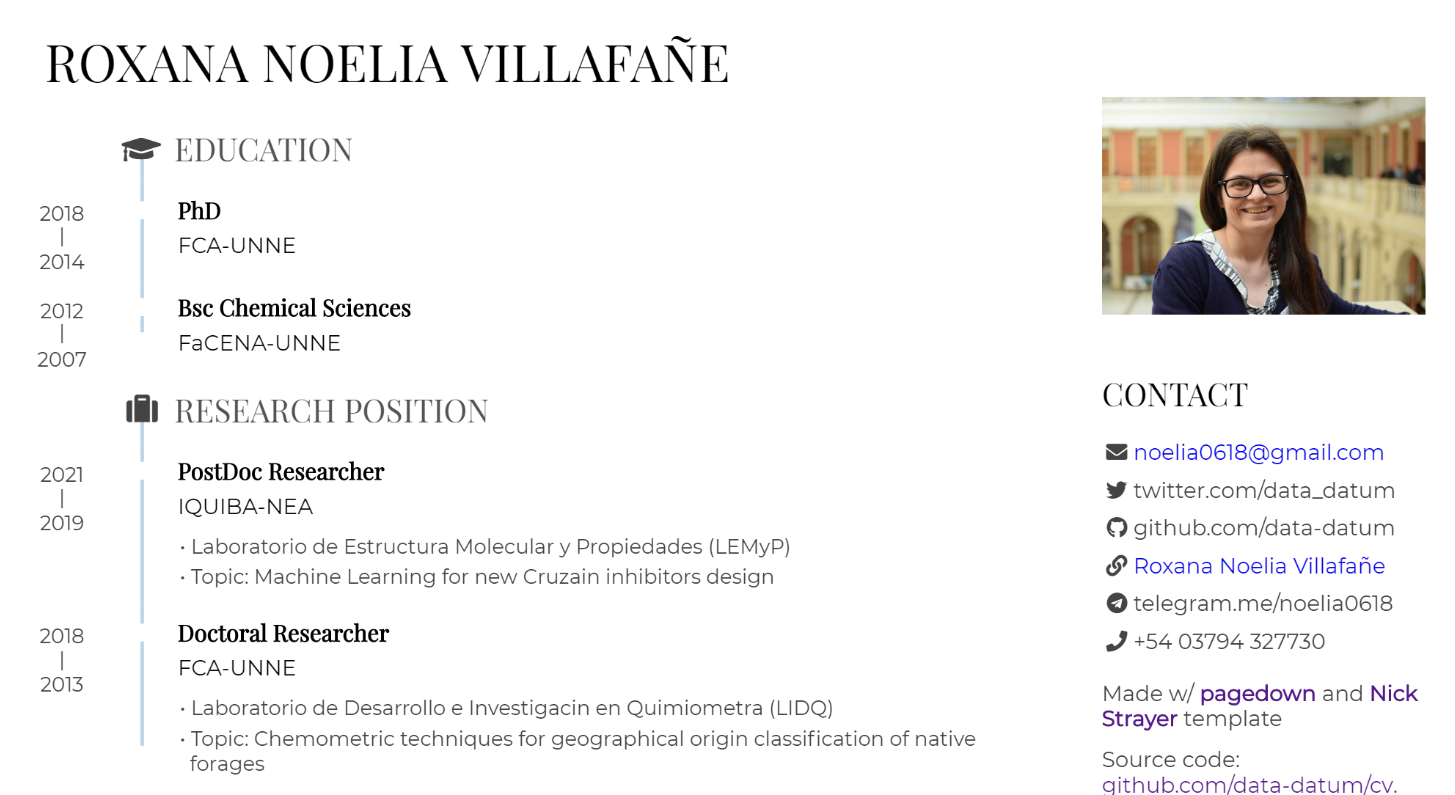 ROXANA NOELIA VILLAFAÑE
EDUCATION
2018
|
2014
PhD
FCA-UNNE
2012
|
2007
Bsc Chemical Sciences
FaCENA-UNNE
RESEARCH POSITION
2021
|
2019
PostDoc Researcher
IQUIBA-NEA
• Laboratorio de Estructura Molecular y Propiedades (LEMyP)
• Topic: Machine Learning for new Cruzain inhibitors design
2018
|
2013
Doctoral Researcher
FCA-UNNE
• Laboratorio de Desarrollo e Investigacin en Quimiometra (LIDQ)
• Topic: Chemometric techniques for geographical origin classification of native
forages
CONTACT
noelia0618@gmail.com
twitter.com/data_datum
github.com/data-datum
Roxana Noelia Villafañe
telegram.me/noelia0618
+54 03794 327730
Made w/ pagedown and Nick
Strayer template
Source code:
github.com/data-datum/cv.